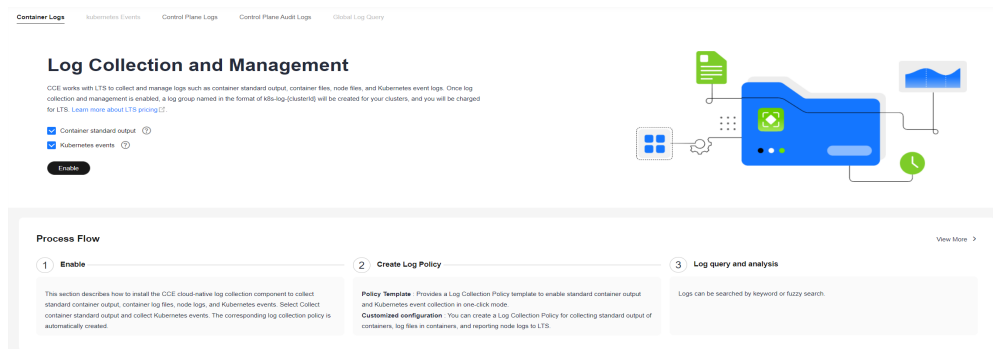 Container Logs Kubernetes Events Control Plane Logs Control Plane Audit Logs Global Log Query
Log Collection and Management
CCE works with LTS to collect and manage logs such as container standard output, container files, node files, and Kubernetes event logs. Once log
collection and management is enabled, a log group named in the format of k8s-log-{clusterId} will be created for your clusters, and you will be charged
for LTS. Learn more about LTS pricing
Container standard output
Kubernetes events
Enable
Process Flow
View More
1 Enable
This section describes how to install the CCE cloud-native log collection component to collect
standard container output, container log files, node logs, and Kubernetes events. Select Collect
container standard output and collect Kubernetes events. The corresponding log collection policy is
automatically created.
2 Create Log Policy
Policy Template : Provides a Log Collection Policy template to enable standard container output
and Kubernetes event collection in one-click mode.
Customized configuration : You can create a Log Collection Policy for collecting standard output of
containers, log files in containers, and reporting node logs to LTS.
3 Log query and analysis
Logs can be searched by keyword or fuzzy search.